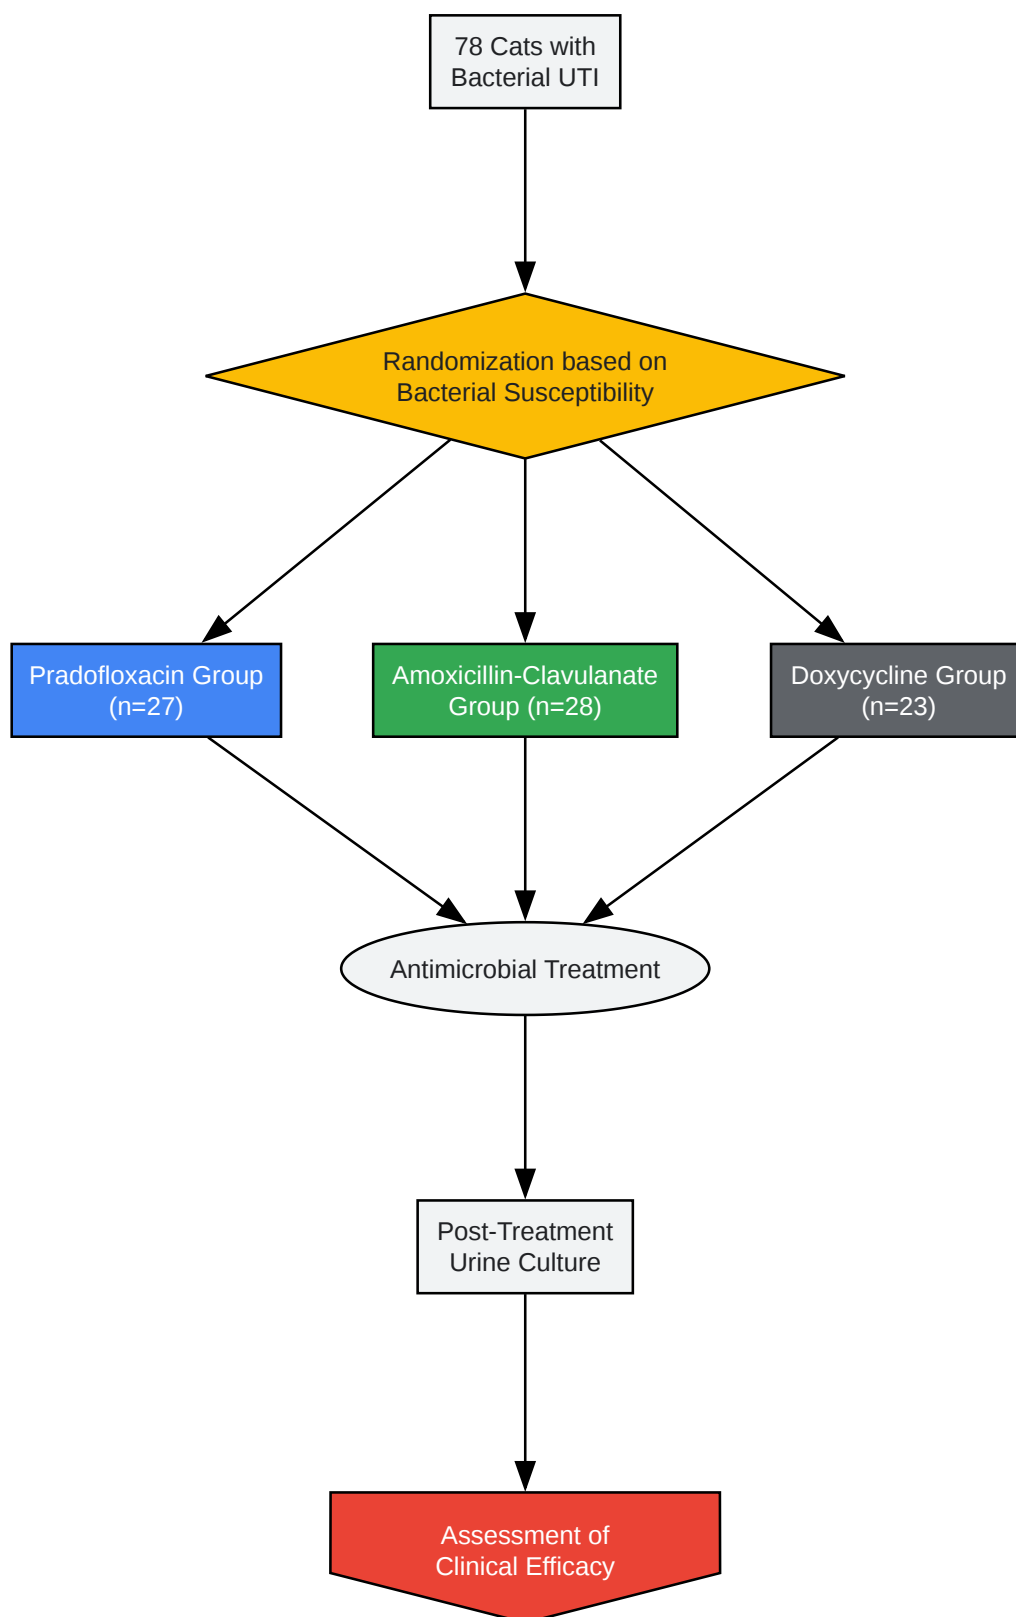 78 Cats with
Bacterial UTI
Randomization based on
Bacterial Susceptibility
Pradofloxacin Group
(n=27)
Amoxicillin-Clavulanate
Group (n=28)
Doxycycline Group
(n=23)
Antimicrobial Treatment
Post-Treatment
Urine Culture
Assessment of
Clinical Efficacy